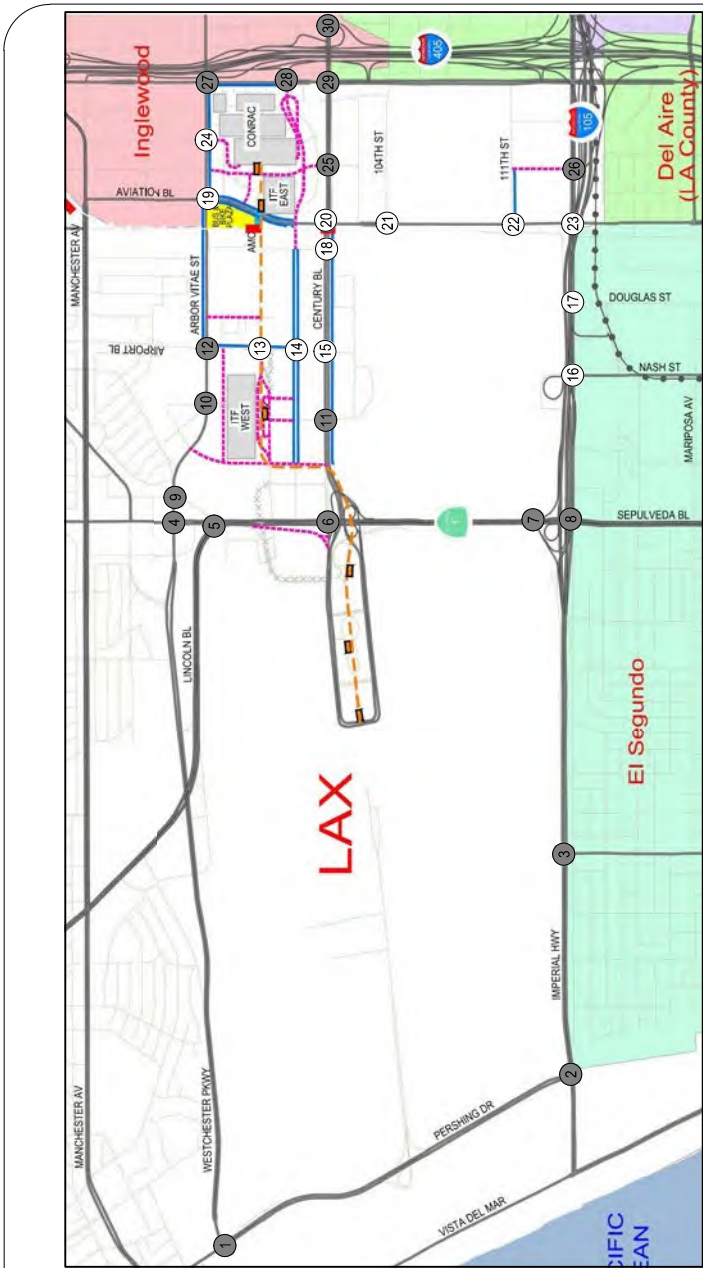 MANCHESTER AV
MANCHESTER AV
Inglewood
AVIATION BL
AIRPORT BL
LINCOLN BL
WESTCHESTER PKWY
ARBOR VITAE ST
1
4
9
5
10
12
19
24
27
ITF
WEST
BUS
BIKE
PLAZA
AMC
ITF
EAST
CONRAC
13
14
28
CENTURY BL
6
11
15
18
20
25
29
30
LAX
104TH ST
21
405
1
PERSHING DR
VISTA DEL MAR
111TH ST
22
7
IMPERIAL HWY
2
3
8
16
17
23
26
105
El Segundo
SEPULVEDA BL
NASH ST
DOUGLAS ST
MARIPOSA AV
Del Aire
(LA County)
CIFIC
EAN